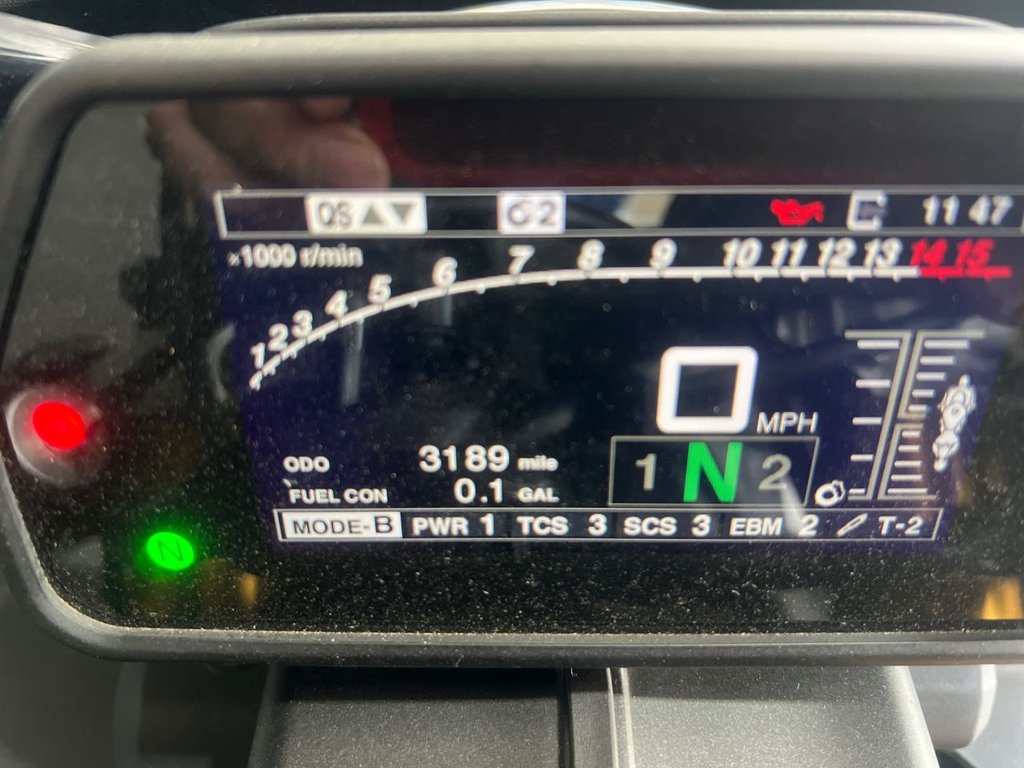 QS 2 11 47
×1000 r/min
1 2 3 4 5 6 7 8 9 10 11 12 13 14 15
0 MPH
ODO 3189 mile
FUEL CON 0.1 GAL
1 N 2
MODE-B PWR 1 TCS 3 SCS 3 EBM 2 T-2
N